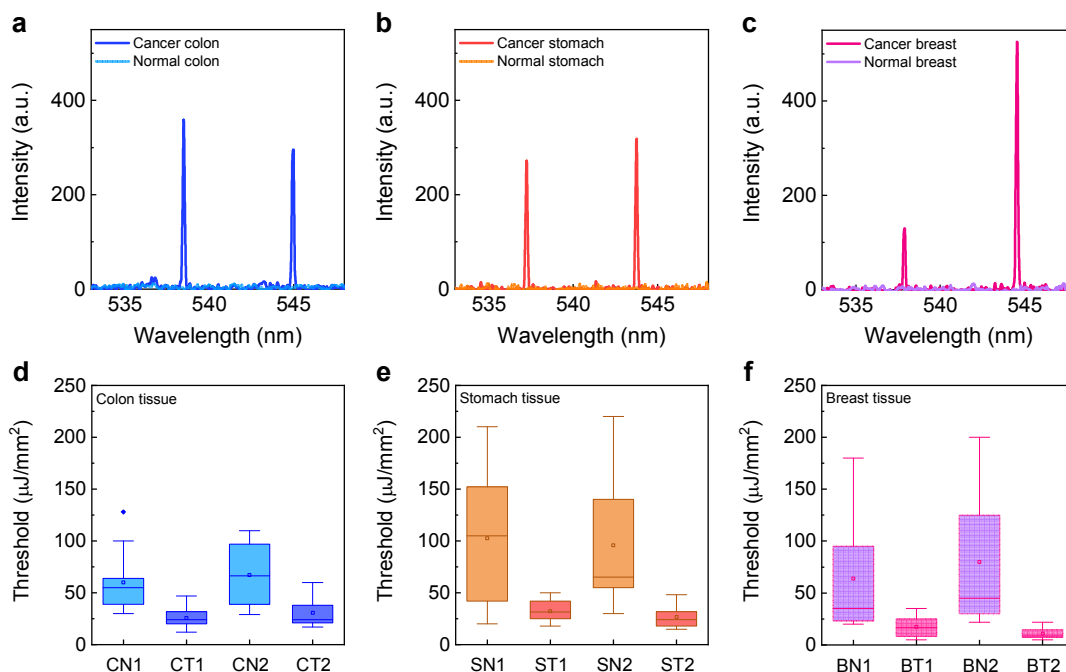 a
Cancer colon
Normal colon
Intensity (a.u.)
400
200
0
535 540 545
Wavelength (nm)
b
Cancer stomach
Normal stomach
Intensity (a.u.)
400
200
0
535 540 545
Wavelength (nm)
c
Cancer breast
Normal breast
Intensity (a.u.)
400
200
0
535 540 545
Wavelength (nm)
d
Colon tissue
Threshold (μJ/mm²)
250
200
150
100
50
0
CN1 CT1 CN2 CT2
e
Stomach tissue
Threshold (μJ/mm²)
250
200
150
100
50
0
SN1 ST1 SN2 ST2
f
Breast tissue
Threshold (μJ/mm²)
250
200
150
100
50
0
BN1 BT1 BN2 BT2